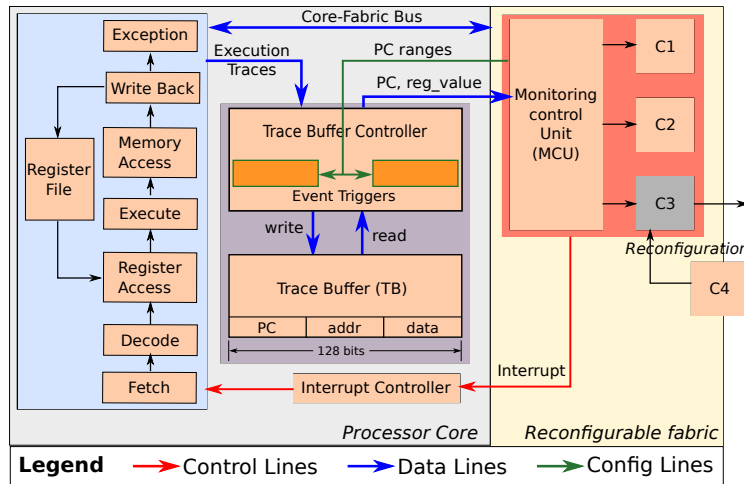 Core-Fabric Bus
Exception
Execution
Traces
PC ranges
C1
Write Back
PC, reg_value
Monitoring
control
Unit
(MCU)
Trace Buffer Controller
C2
Memory
Access
Register
File
Event Triggers
Execute
C3
write
read
Reconfiguration
Register
Access
Trace Buffer (TB)
C4
PC
addr
data
Decode
128 bits
Interrupt
Fetch
Interrupt Controller
Processor Core
Reconfigurable fabric
Legend
Control Lines
Data Lines
Config Lines